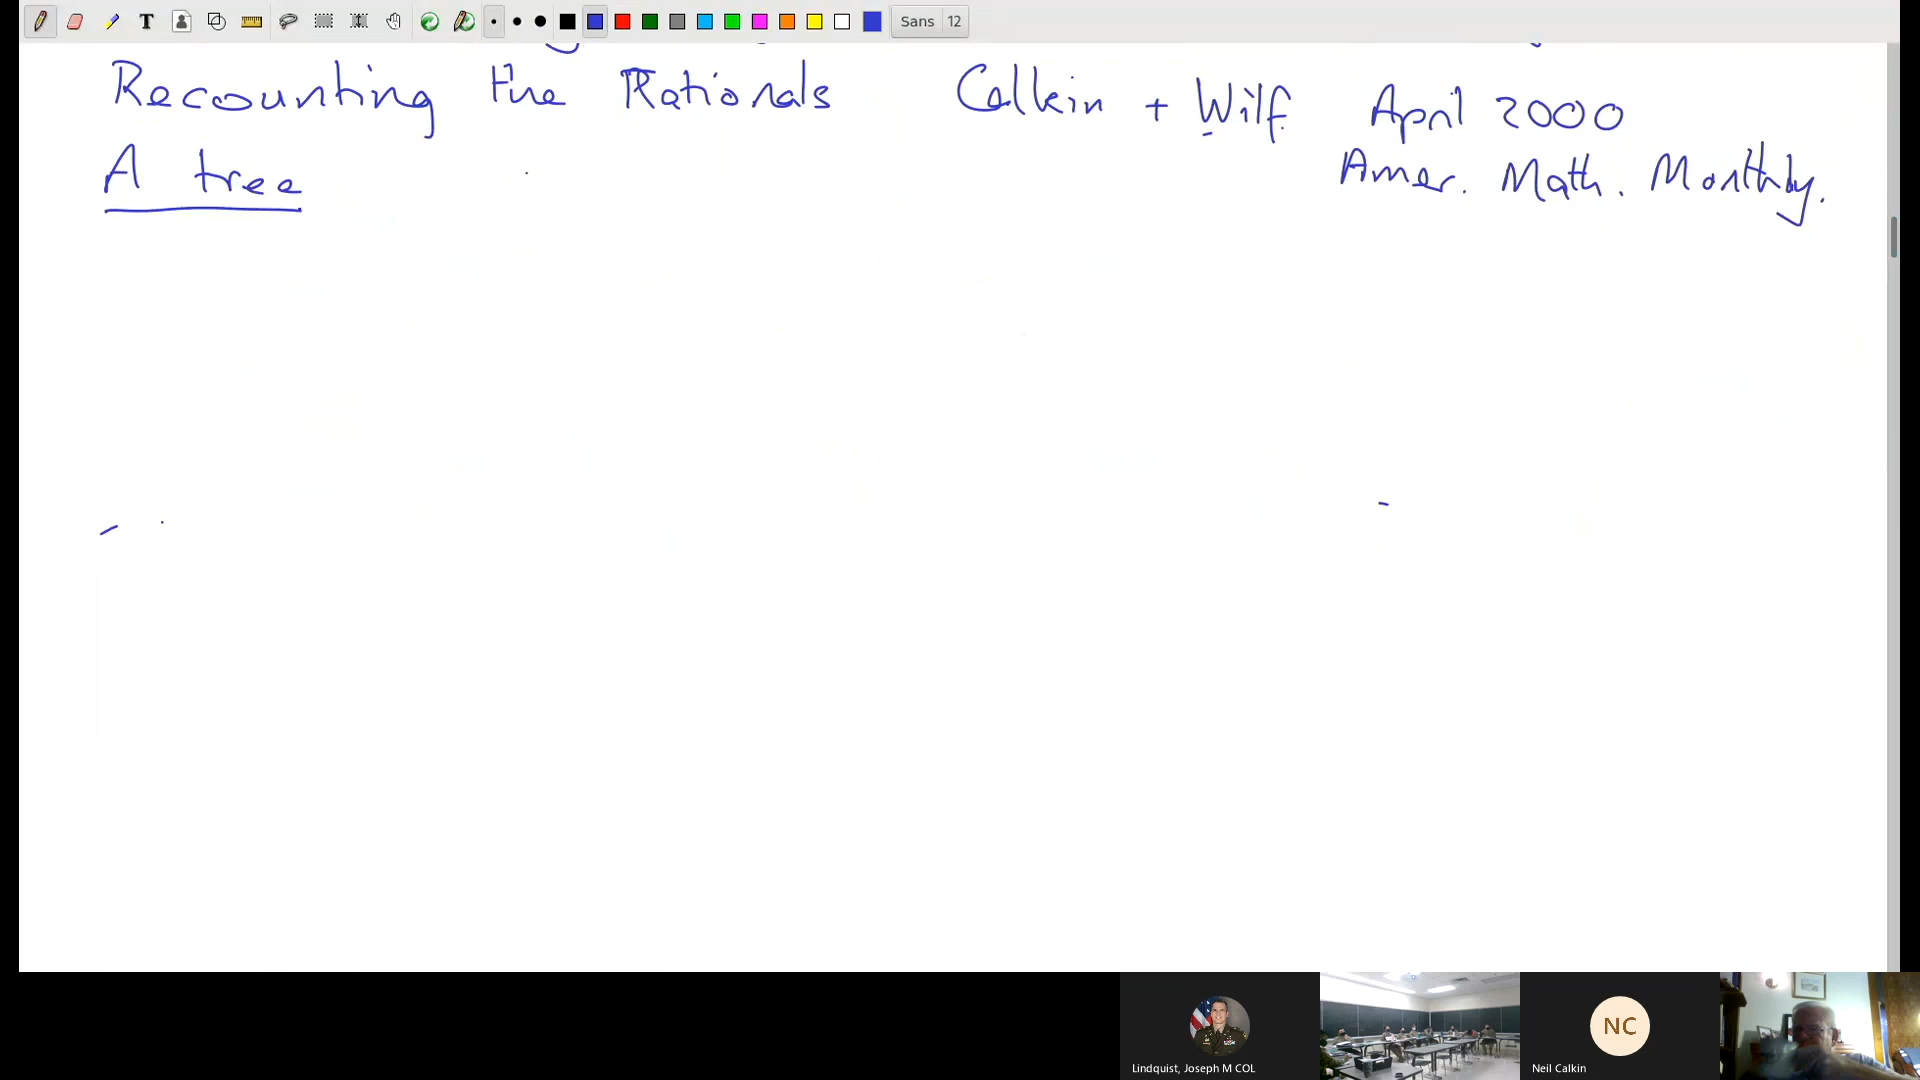 T Sans 12
Recounting the Rationals Calkin + Wilf April 2000
A tree Amer. Math. Monthly.
NC
Lindquist, Joseph M COL Neil Calkin